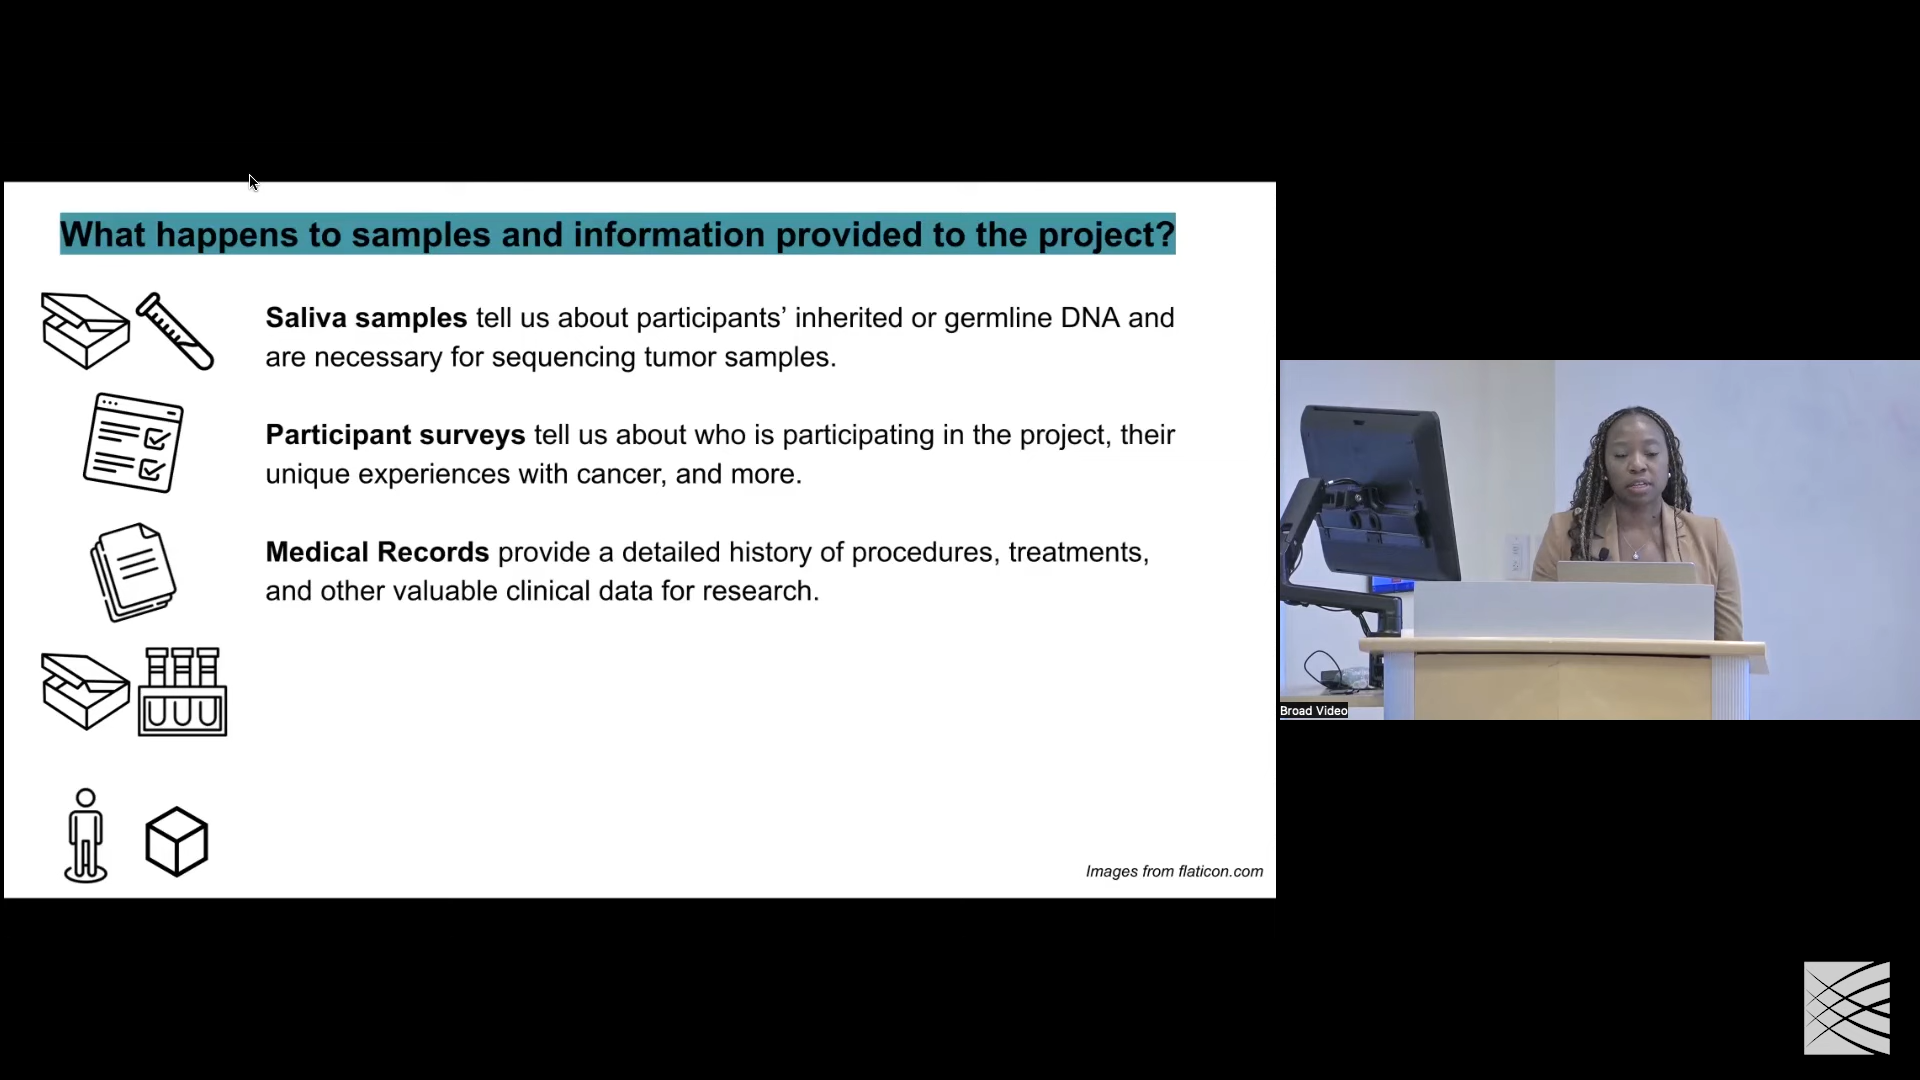 What happens to samples and information provided to the project?
Saliva samples tell us about participants’ inherited or germline DNA and
are necessary for sequencing tumor samples.
Participant surveys tell us about who is participating in the project, their
unique experiences with cancer, and more.
Medical Records provide a detailed history of procedures, treatments,
and other valuable clinical data for research.
Images from flaticon.com
Broad Video